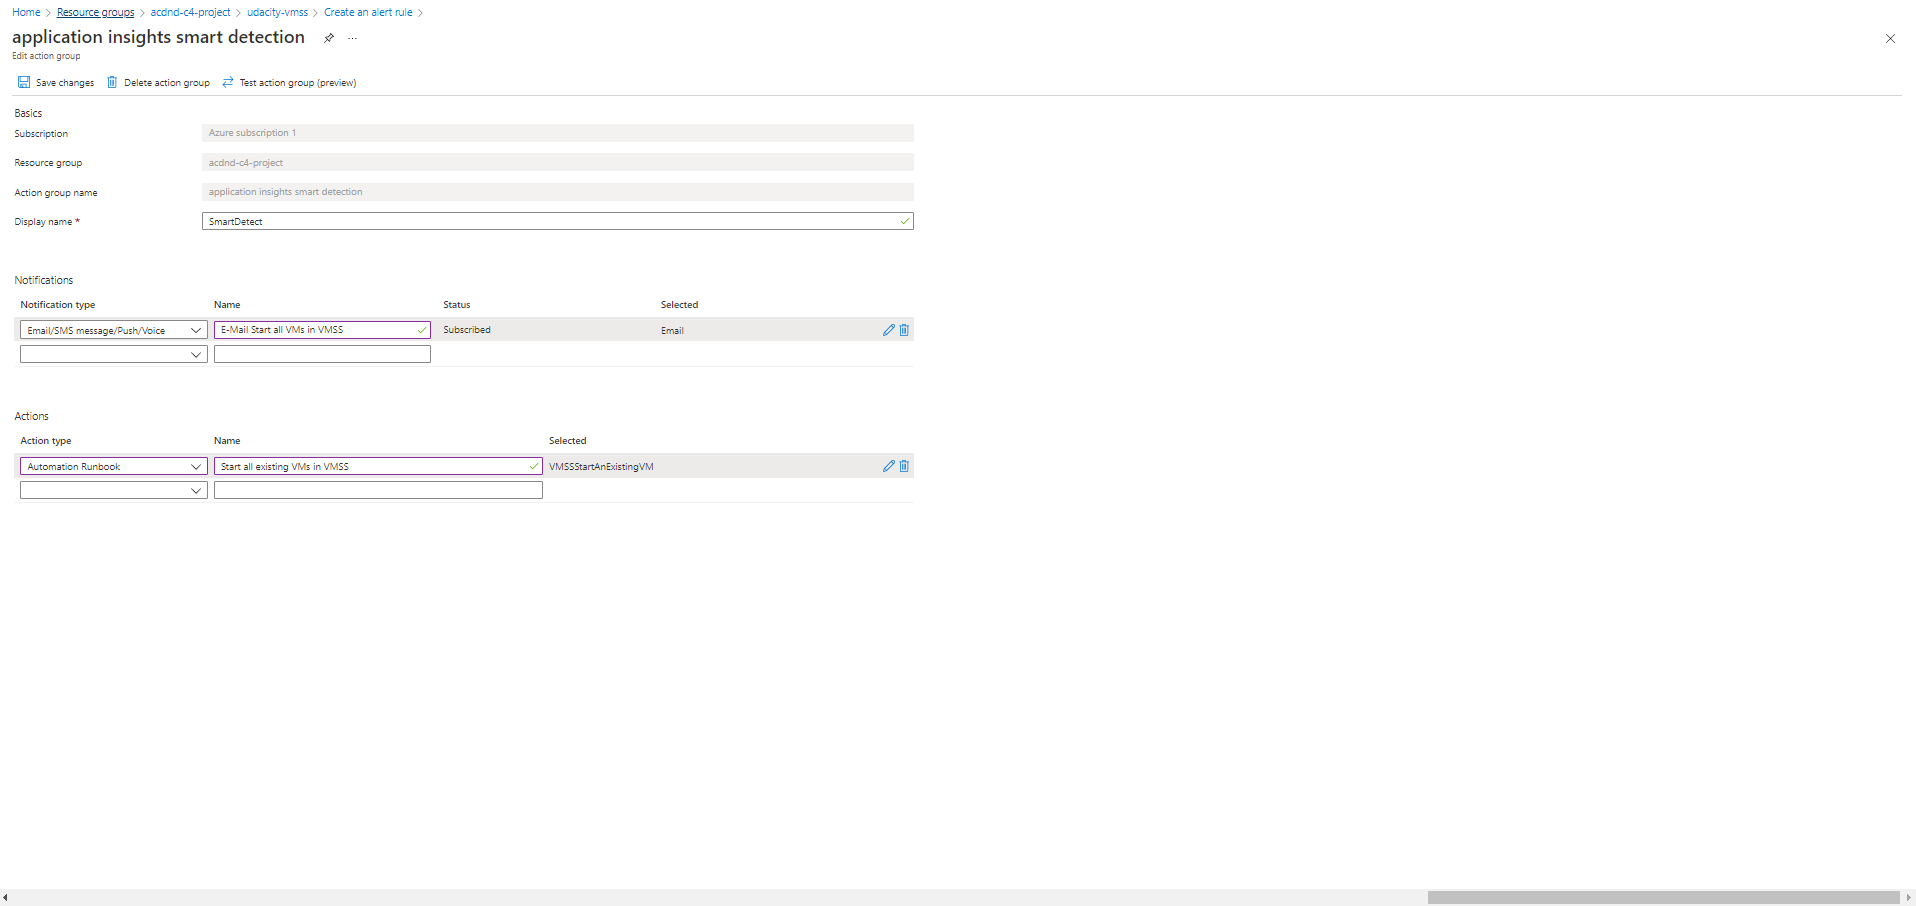 Home > Resource groups > acdnd-c4-project > udacity-vmss > Create an alert rule >
application insights smart detection ...
Edit action group
Save changes Delete action group Test action group (preview)
Basics
Subscription Azure subscription 1
Resource group acdnd-c4-project
Action group name application insights smart detection
Display name * SmartDetect
Notifications
Notification type Name Status Selected
Email/SMS message/Push/Voice E-Mail Start all VMs in VMSS Subscribed Email
Actions
Action type Name Selected
Automation Runbook Start all existing VMs in VMSS VMSSStartAnExistingVM